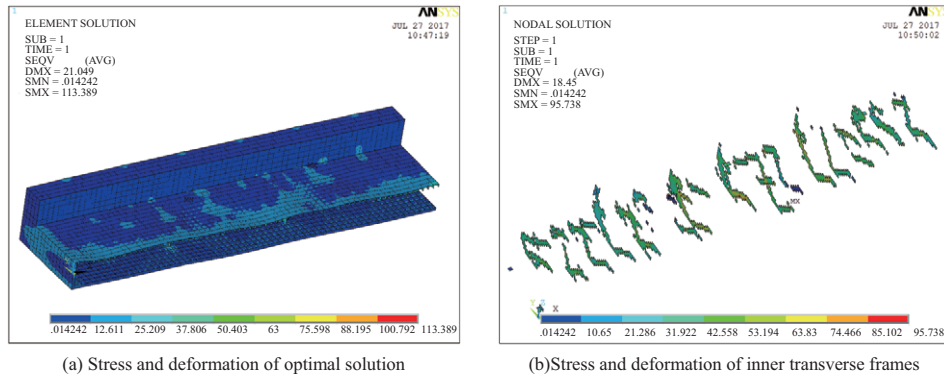 1
ANSYS
ELEMENT SOLUTION
JUL 27 2017
10:47:19
SUB = 1
TIME = 1
SEQV (AVG)
DMX = 21.049
SMN = .014242
SMX = 113.389
.014242 12.611 25.209 37.806 50.403 63 75.598 88.195 100.792 113.389
(a) Stress and deformation of optimal solution
1
ANSYS
NODAL SOLUTION
JUL 27 2017
10:50:02
STEP = 1
SUB = 1
TIME = 1
SEQV (AVG)
DMX = 18.45
SMN = .014242
SMX = 95.738
MX
Y Z X
.014242 10.65 21.286 31.922 42.558 53.194 63.83 74.466 85.102 95.738
(b)Stress and deformation of inner transverse frames